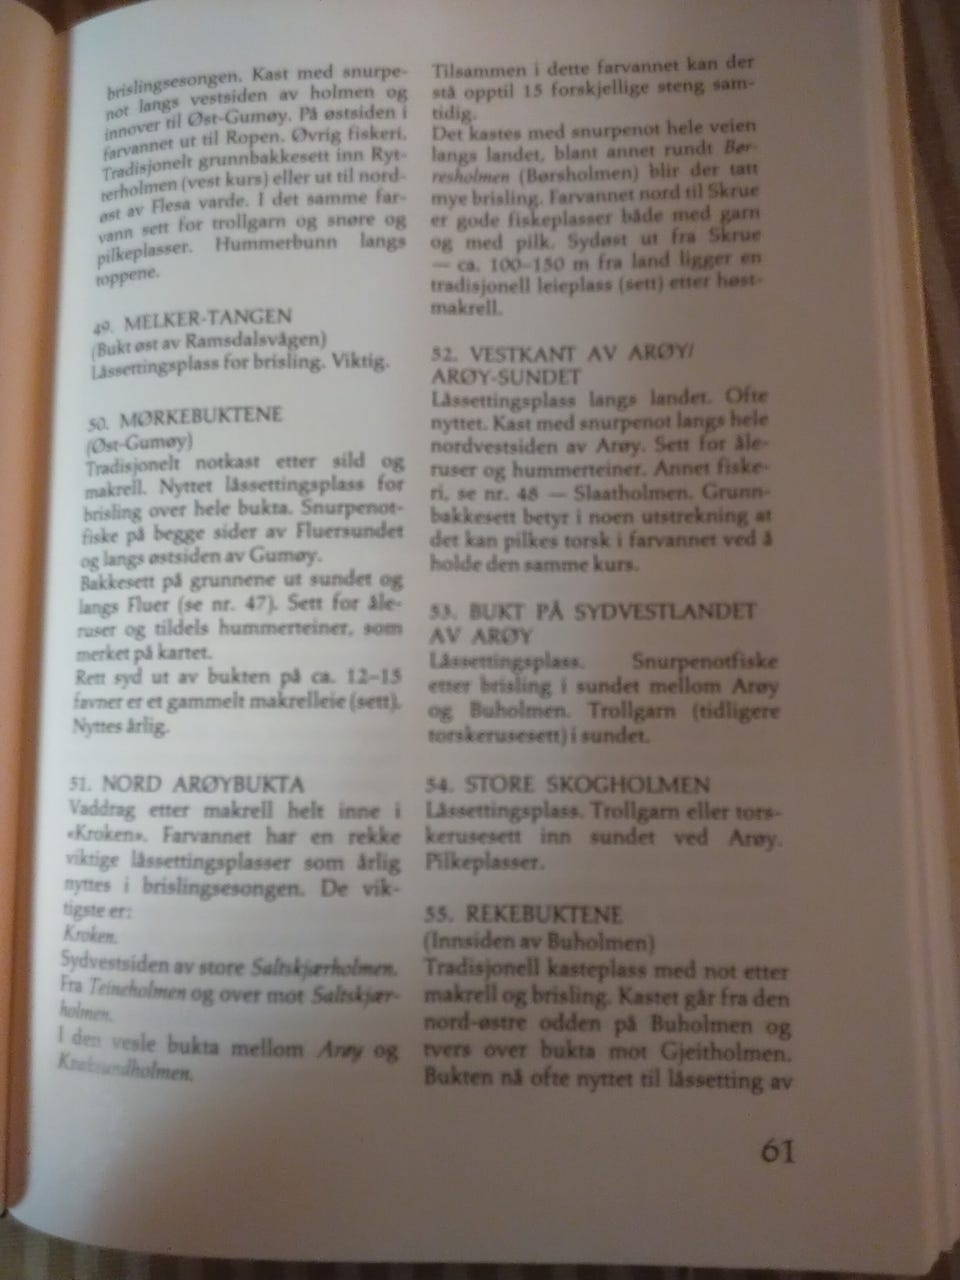 brislingsesongen. Kast med snurpe-
not langs vestsiden av holmen og
innover til Øst-Gumøy. På østsiden i
farvannet ut til Ropen. Øvrig fiskeri.
Tradisjonelt grunnbakkesett inn Ryt-
terholmen (vest kurs) eller ut til nord-
øst av Flesa varde. I det samme far-
vann sett for trollgarn og snøre og
pilkeplasser. Hummerbunn langs
toppene.
49. MELKER-TANGEN
(Bukt øst av Ramsdalsvågen)
Låssettingsplass for brisling. Viktig.
50. MØRKEBUKTENE
(Øst-Gumøy)
Tradisjonelt notkast etter sild og
makrell. Nyttet låssettingsplass for
brisling over hele bukta. Snurpenot-
fiske på begge sider av Fluersundet
og langs østsiden av Gumøy.
Bakkesett på grunnene ut sundet og
langs Fluer (se nr. 47). Sett for åle-
ruser og tildels hummerteiner, som
merket på kartet.
Rett syd ut av bukten på ca. 12–15
favner er et gammelt makrelleie (sett).
Nyttes årlig.
51. NORD ARØYBUKTA
Vaddrag etter makrell helt inne i
«Kroken». Farvannet har en rekke
viktige låssettingsplasser som årlig
nyttes i brislingsesongen. De vik-
tigste er:
Kroken.
Sydvestsiden av store Saltskjærholmen.
Fra Teineholmen og over mot Saltskjær-
holmen.
I den vesle bukta mellom Arøy og
Knubsundholmen.
Tilsammen i dette farvannet kan der
stå opptil 15 forskjellige steng sam-
tidig.
Det kastes med snurpenot hele veien
langs landet, blant annet rundt Bør-
resholmen (Børsholmen) blir der tatt
mye brisling. Farvannet nord til Skrue
er gode fiskeplasser både med garn
og med pilk. Sydøst ut fra Skrue
— ca. 100–150 m fra land ligger en
tradisjonell leieplass (sett) etter høst-
makrell.
52. VESTKANT AV ARØY/
ARØY-SUNDET
Låssettingsplass langs landet. Ofte
nyttet. Kast med snurpenot langs hele
nordvestsiden av Arøy. Sett for åle-
ruser og hummerteiner. Annet fiske-
ri, se nr. 48 — Slaatholmen. Grunn-
bakkesett betyr i noen utstrekning at
det kan pilkes torsk i farvannet ved å
holde den samme kurs.
53. BUKT PÅ SYDVESTLANDET
AV ARØY
Låssettingsplass. Snurpenotfiske
etter brisling i sundet mellom Arøy
og Buholmen. Trollgarn (tidligere
torskerusesett) i sundet.
54. STORE SKOGHOLMEN
Låssettingsplass. Trollgarn eller tors-
kerusesett inn sundet ved Arøy.
Pilkeplasser.
55. REKEBUKTENE
(Innsiden av Buholmen)
Tradisjonell kasteplass med not etter
makrell og brisling. Kastet går fra den
nord-østre odden på Buholmen og
tvers over bukta mot Gjeitholmen.
Bukten nå ofte nyttet til låssetting av
61